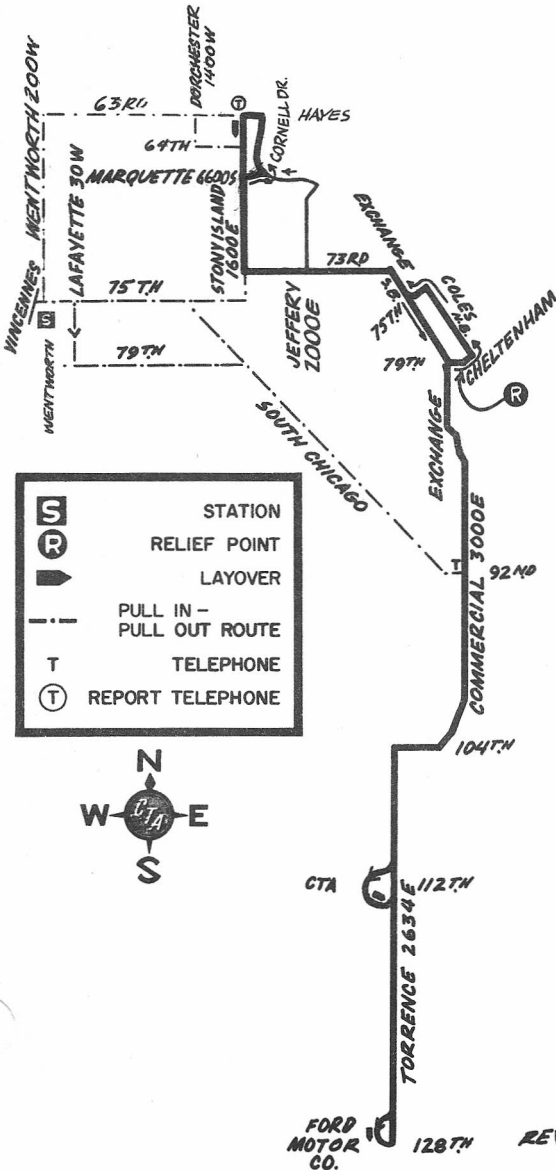 DORCHESTER
1400W
WENTWORTH 200W
63RD
T
HAYES
64TH
CORNELL DR.
MARQUETTE 6600S
LAFAYETTE 30W
STONY ISLAND
1600E
VINCENNES
75TH
S
WENTWORTH
79TH
73RD
JEFFERY
2000E
EXCHANGE
S.B.
75TH
COLES
N.B.
79TH
CHELTENHAM
R
EXCHANGE
SOUTH CHICAGO
T
92ND
COMMERCIAL 3000E
S STATION
R RELIEF POINT
LAYOVER
PULL IN -
PULL OUT ROUTE
T TELEPHONE
T REPORT TELEPHONE
N
W CTA E
S
104TH
CTA
112TH
TORRENCE 2634E
FORD
MOTOR
CO.
128TH